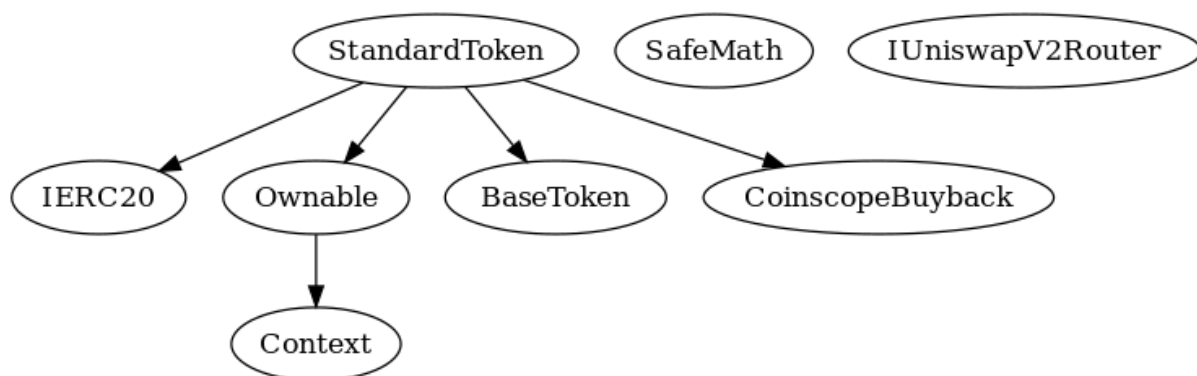 StandardToken SafeMath IUniswapV2Router
IERC20 Ownable BaseToken CoinscopeBuyback
Context